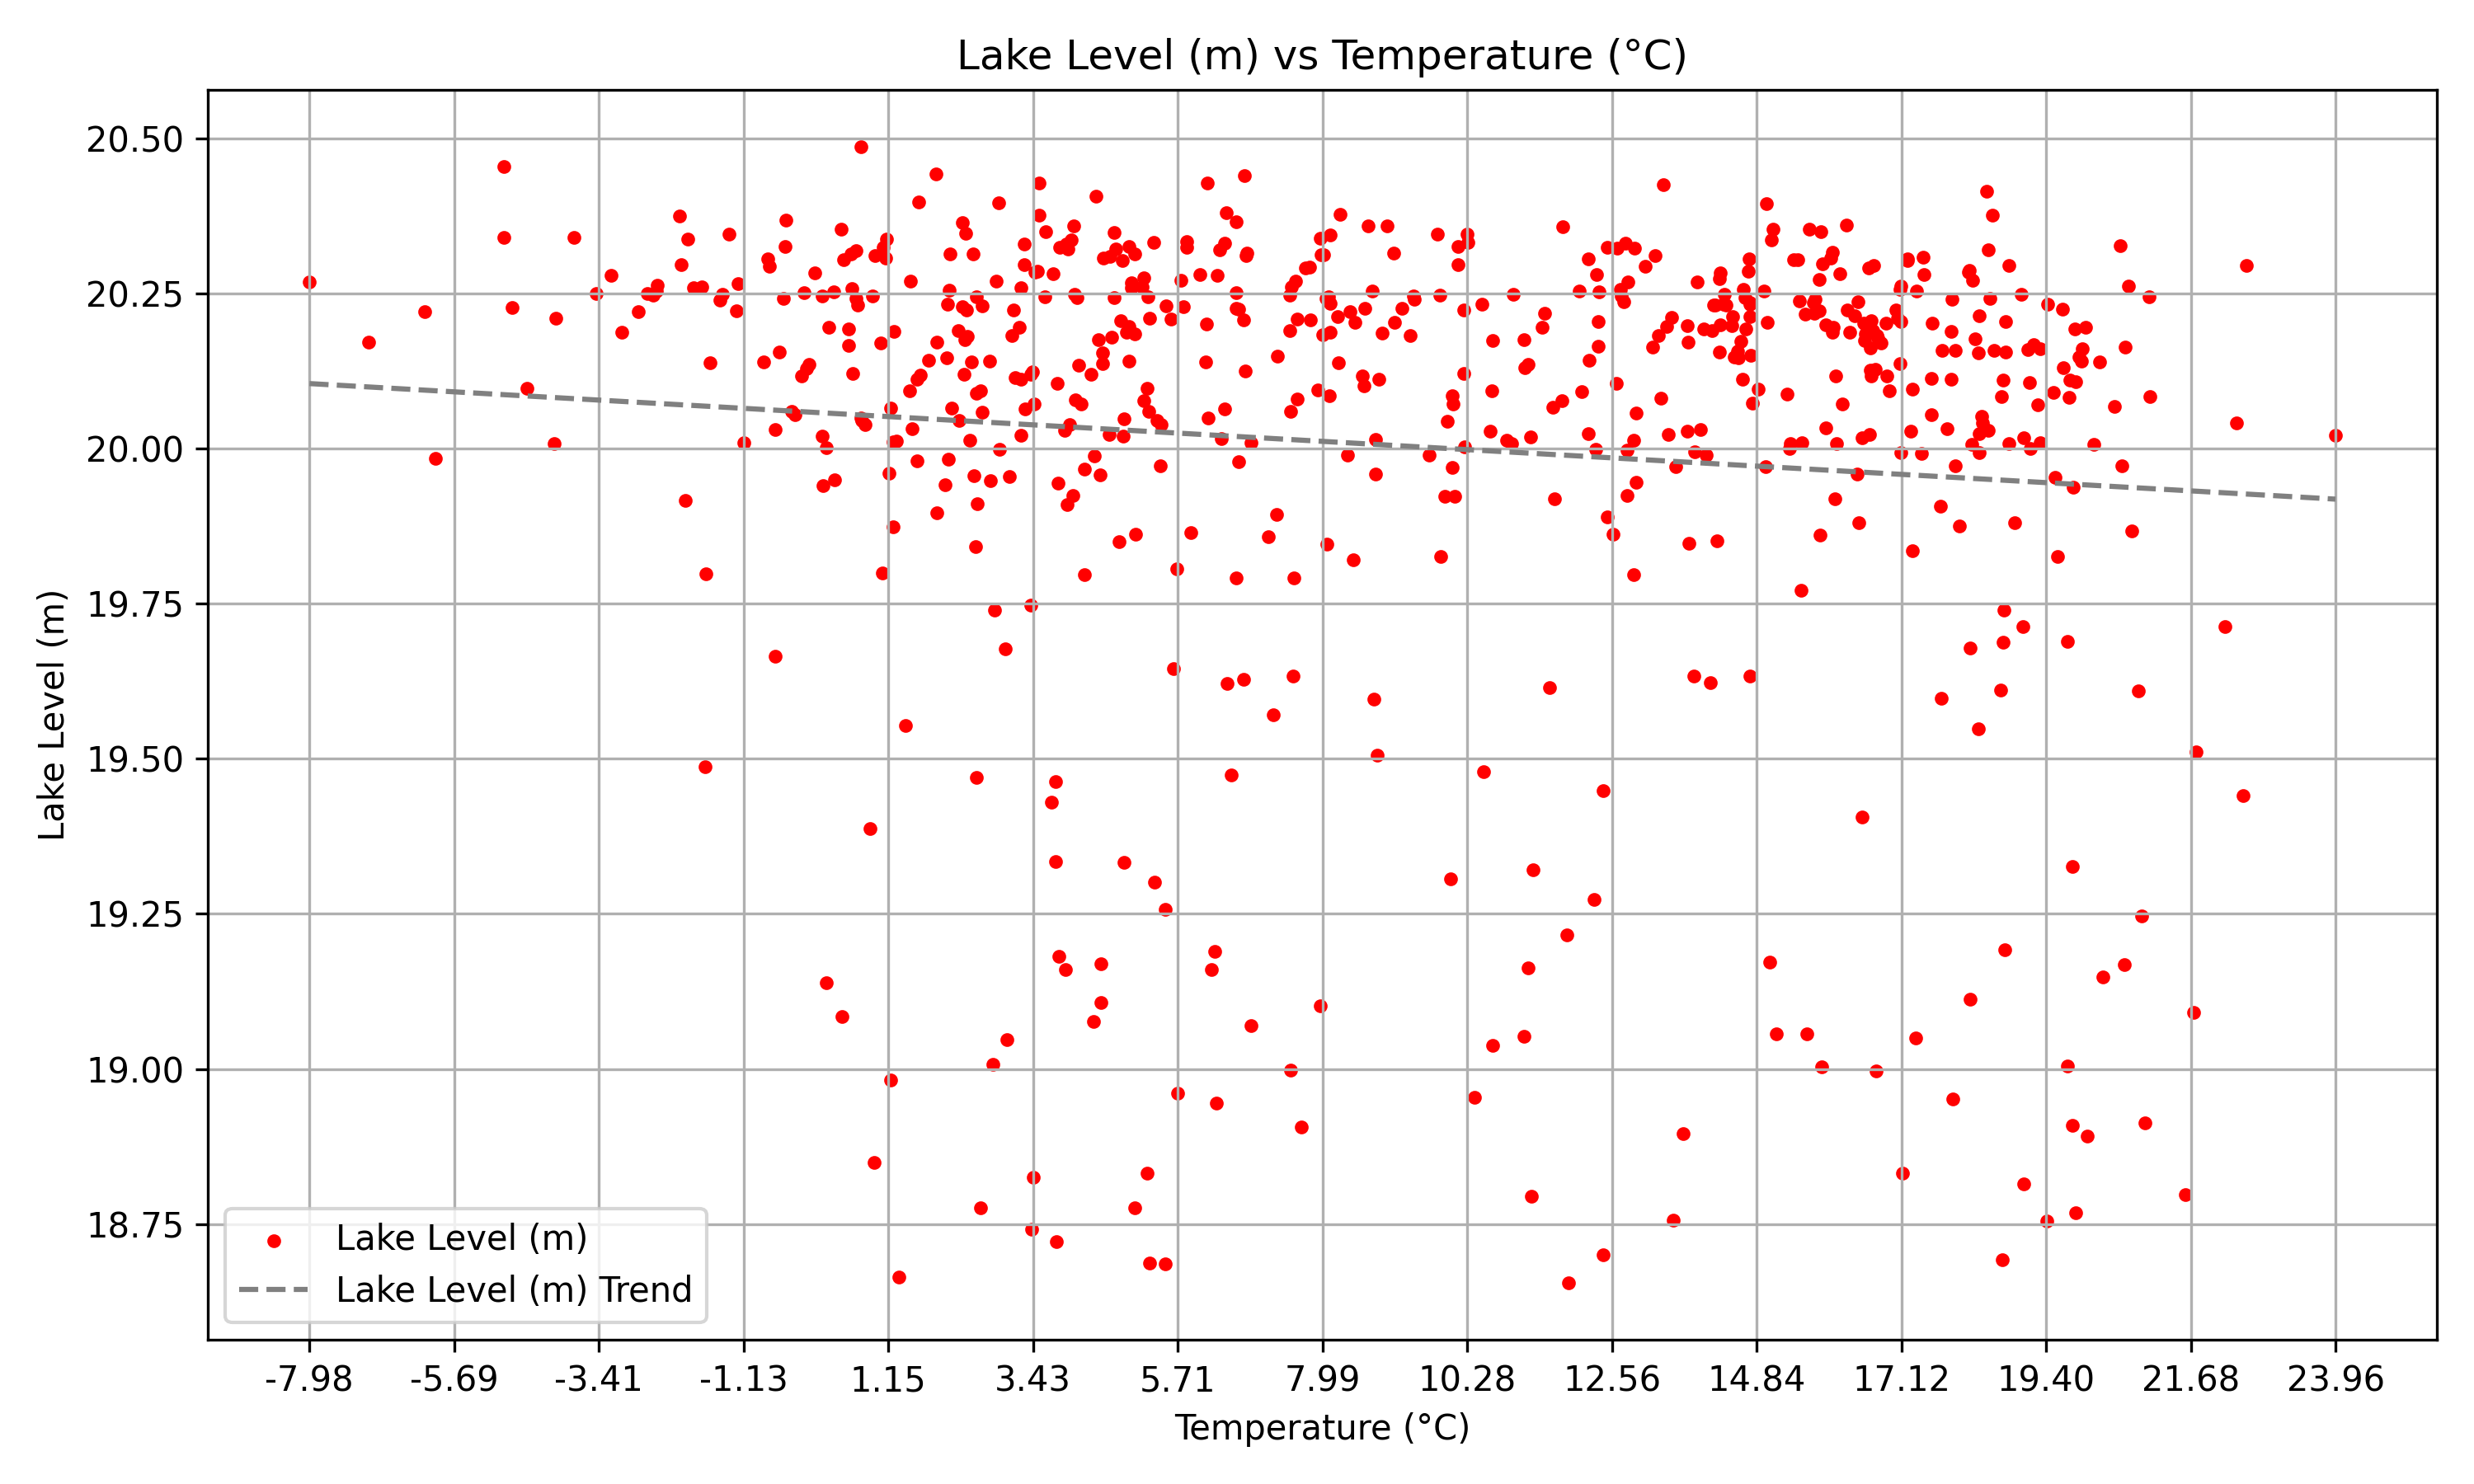 Lake Level (m) vs Temperature (°C)
20.50
20.25
20.00
19.75
19.50
19.25
19.00
18.75
Lake Level (m)
Lake Level (m)
Lake Level (m) Trend
-7.98 -5.69 -3.41 -1.13 1.15 3.43 5.71 7.99 10.28 12.56 14.84 17.12 19.40 21.68 23.96
Temperature (°C)